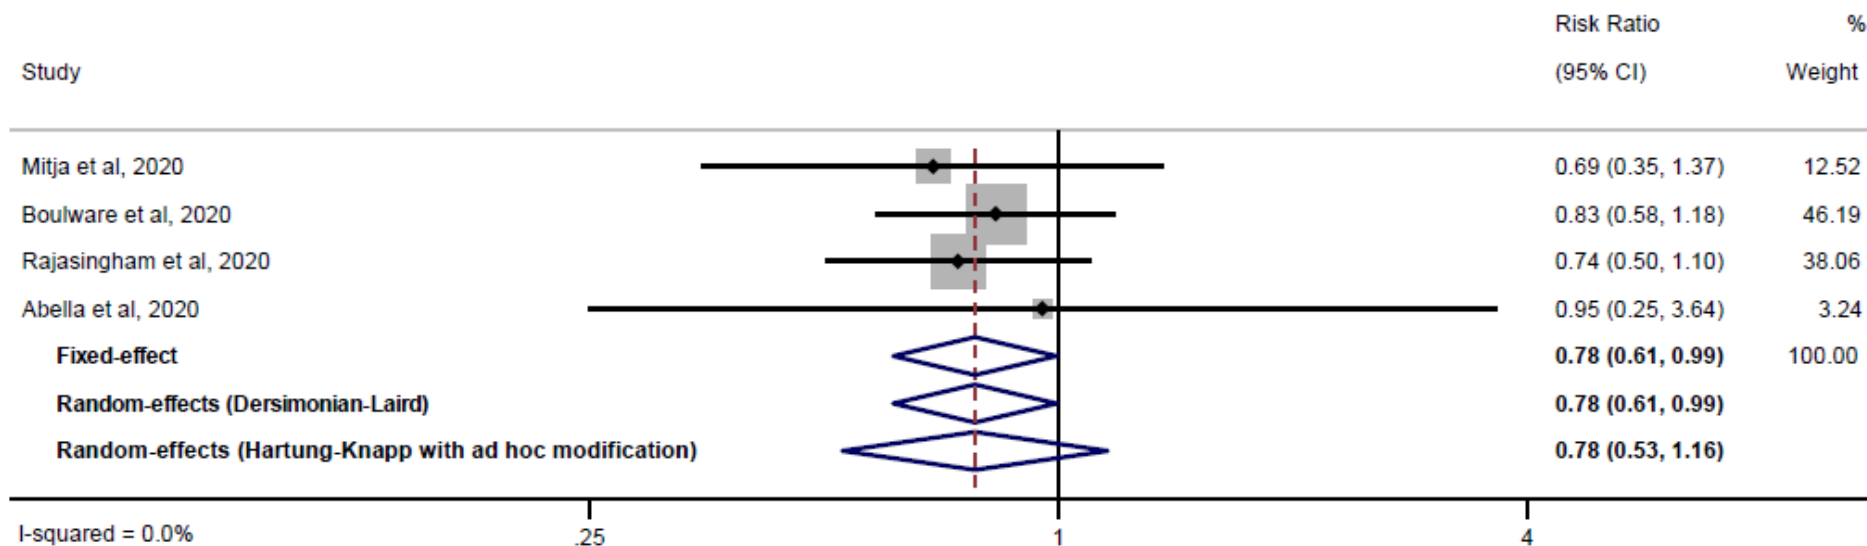 Risk Ratio %
Study (95% CI) Weight
Mitja et al, 2020 0.69 (0.35, 1.37) 12.52
Boulware et al, 2020 0.83 (0.58, 1.18) 46.19
Rajasingham et al, 2020 0.74 (0.50, 1.10) 38.06
Abella et al, 2020 0.95 (0.25, 3.64) 3.24
Fixed-effect 0.78 (0.61, 0.99) 100.00
Random-effects (Dersimonian-Laird) 0.78 (0.61, 0.99)
Random-effects (Hartung-Knapp with ad hoc modification) 0.78 (0.53, 1.16)
I-squared = 0.0% .25 1 4